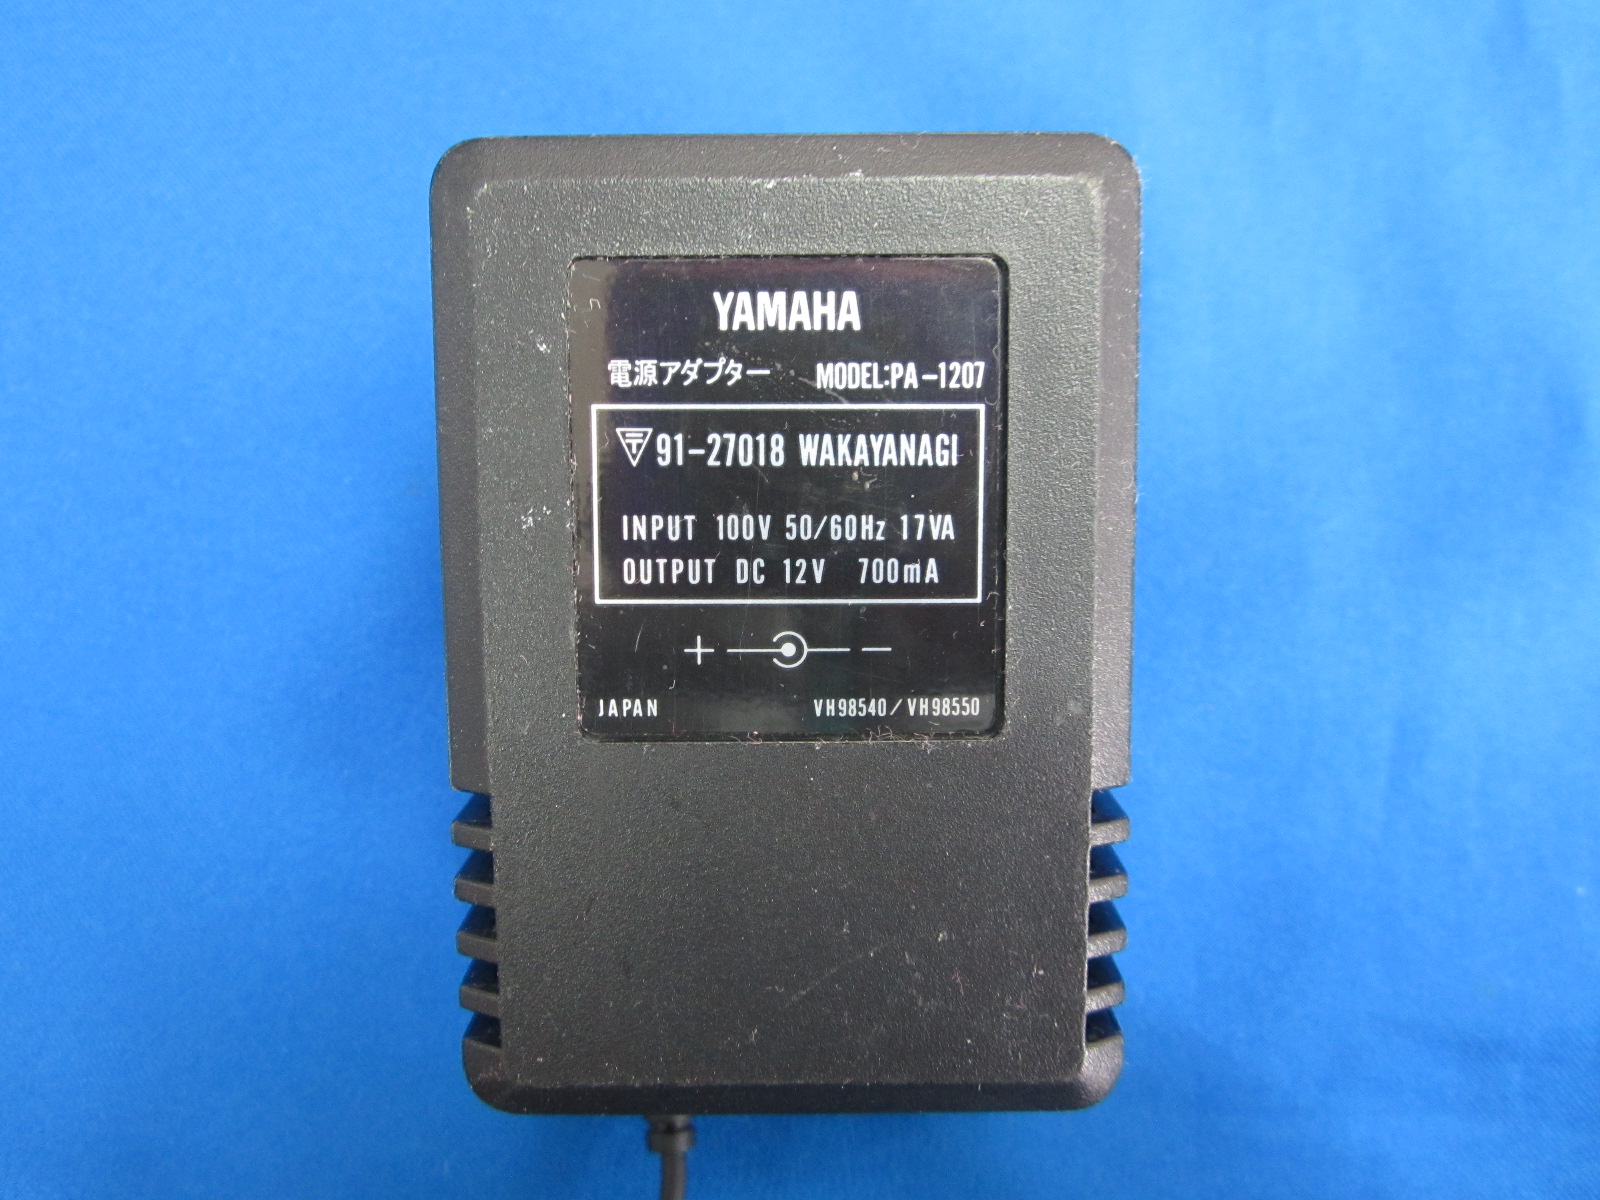 YAMAHA
電源アダプター MODEL:PA-1207
〒91-27018 WAKAYANAGI
INPUT 100V 50/60Hz 17VA
OUTPUT DC 12V 700mA
+ −
JAPAN VH98540/VH98550